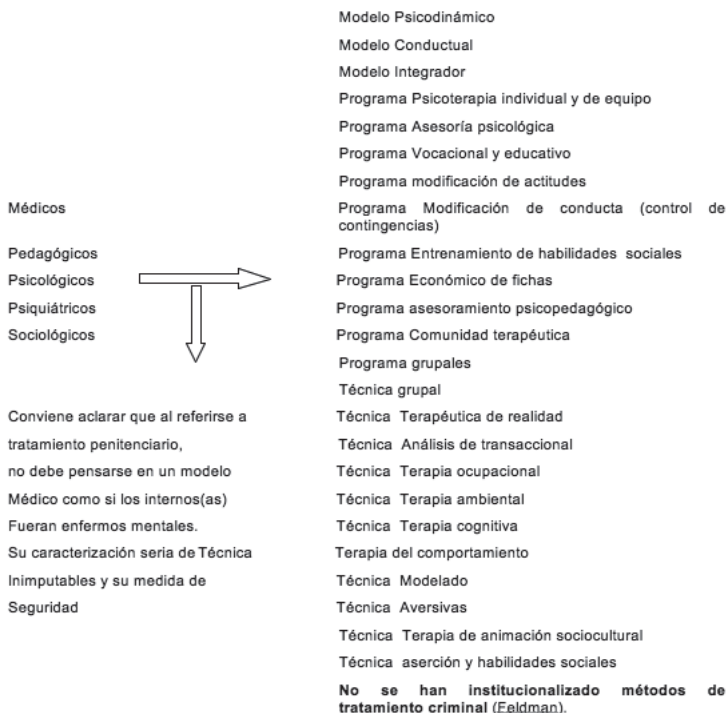 Modelo Psicodinámico
Modelo Conductual
Modelo Integrador
Programa Psicoterapia individual y de equipo
Programa Asesoría psicológica
Programa Vocacional y educativo
Programa modificación de actitudes
Médicos
Programa Modificación de conducta (control de
contingencias)
Pedagógicos
Programa Entrenamiento de habilidades sociales
Psicológicos
Programa Económico de fichas
Psiquiátricos
Programa asesoramiento psicopedagógico
Sociológicos
Programa Comunidad terapéutica
Programa grupales
Técnica grupal
Conviene aclarar que al referirse a
Técnica Terapéutica de realidad
tratamiento penitenciario,
Técnica Análisis de transaccional
no debe pensarse en un modelo
Técnica Terapia ocupacional
Médico como si los internos(as)
Técnica Terapia ambiental
Fueran enfermos mentales.
Técnica Terapia cognitiva
Su caracterización seria de Técnica
Terapia del comportamiento
Inimputables y su medida de
Técnica Modelado
Seguridad
Técnica Aversivas
Técnica Terapia de animación sociocultural
Técnica aserción y habilidades sociales
No se han institucionalizado métodos de
tratamiento criminal (Feldman).